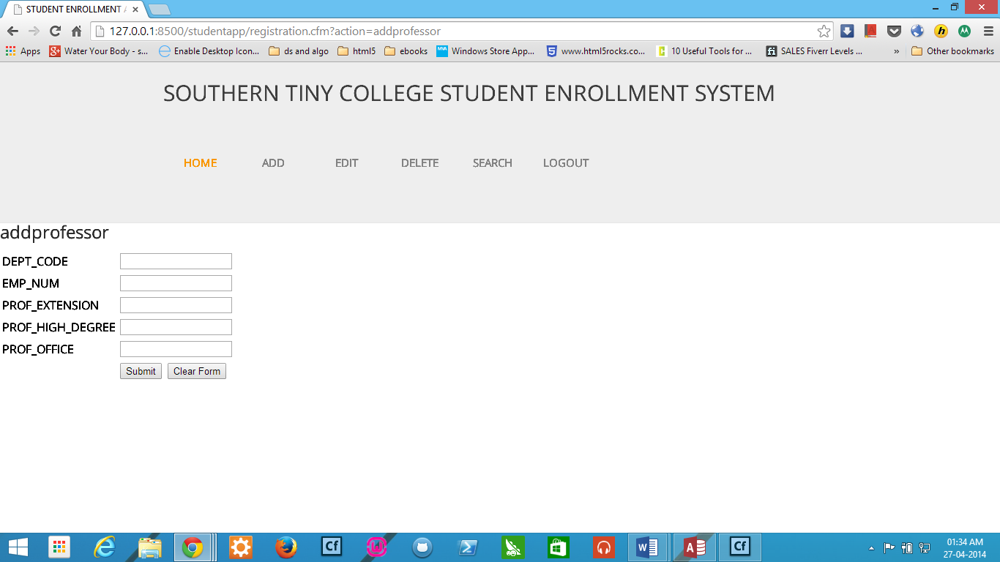 STUDENT ENROLLMENT
127.0.0.1:8500/studentapp/registration.cfm?action=addprofessor
Apps Water Your Body - s... Enable Desktop Icon... ds and algo html5 ebooks Windows Store App... www.html5rocks.co... 10 Useful Tools for ... SALES Fiverr Levels ... » Other bookmarks
SOUTHERN TINY COLLEGE STUDENT ENROLLMENT SYSTEM
HOME ADD EDIT DELETE SEARCH LOGOUT
addprofessor
DEPT_CODE
EMP_NUM
PROF_EXTENSION
PROF_HIGH_DEGREE
PROF_OFFICE
Submit Clear Form
01:34 AM
27-04-2014